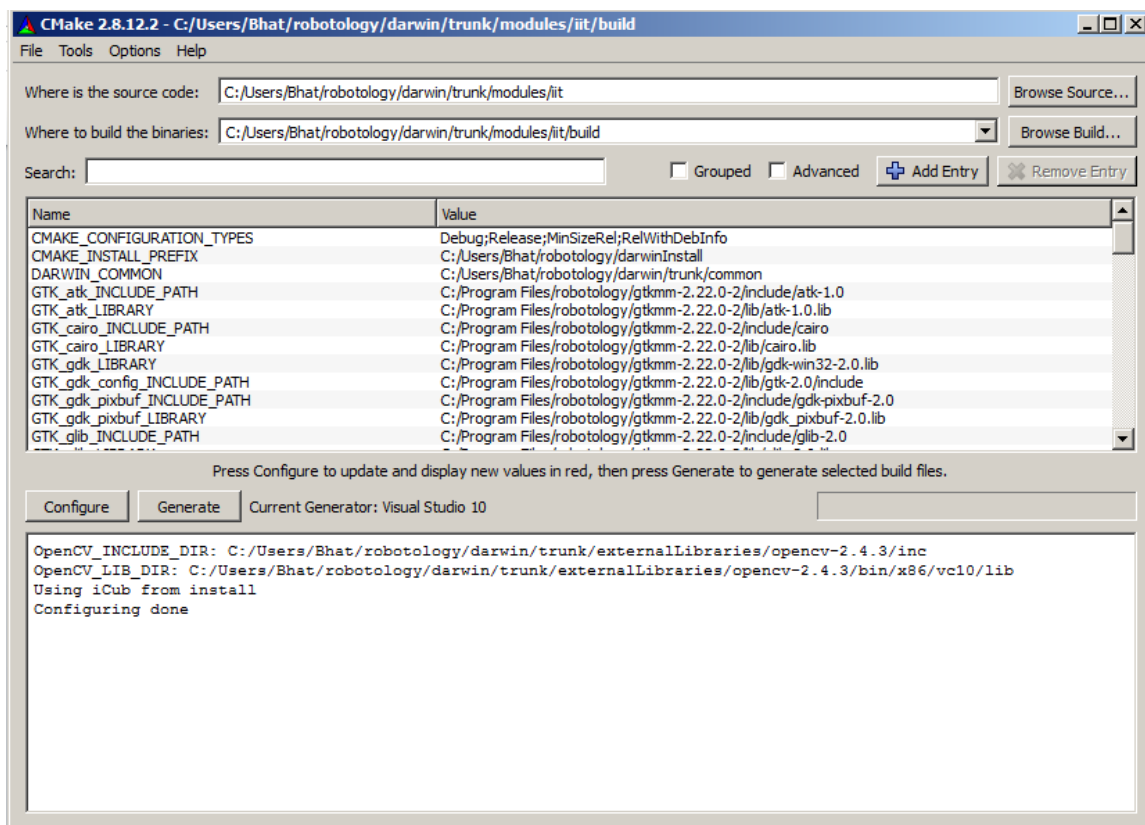 CMake 2.8.12.2 - C:/Users/Bhat/robotology/darwin/trunk/modules/iit/build
File Tools Options Help
Where is the source code: C:/Users/Bhat/robotology/darwin/trunk/modules/iit Browse Source...
Where to build the binaries: C:/Users/Bhat/robotology/darwin/trunk/modules/iit/build Browse Build...
Search: Grouped Advanced Add Entry Remove Entry
Name Value
CMAKE_CONFIGURATION_TYPES Debug;Release;MinSizeRel;RelWithDebInfo
CMAKE_INSTALL_PREFIX C:/Users/Bhat/robotology/darwinInstall
DARWIN_COMMON C:/Users/Bhat/robotology/darwin/trunk/common
GTK_atk_INCLUDE_PATH C:/Program Files/robotology/gtkmm-2.22.0-2/include/atk-1.0
GTK_atk_LIBRARY C:/Program Files/robotology/gtkmm-2.22.0-2/lib/atk-1.0.lib
GTK_cairo_INCLUDE_PATH C:/Program Files/robotology/gtkmm-2.22.0-2/include/cairo
GTK_cairo_LIBRARY C:/Program Files/robotology/gtkmm-2.22.0-2/lib/cairo.lib
GTK_gdk_LIBRARY C:/Program Files/robotology/gtkmm-2.22.0-2/lib/gdk-win32-2.0.lib
GTK_gdk_config_INCLUDE_PATH C:/Program Files/robotology/gtkmm-2.22.0-2/lib/gtk-2.0/include
GTK_gdk_pixbuf_INCLUDE_PATH C:/Program Files/robotology/gtkmm-2.22.0-2/include/gdk-pixbuf-2.0
GTK_gdk_pixbuf_LIBRARY C:/Program Files/robotology/gtkmm-2.22.0-2/lib/gdk_pixbuf-2.0.lib
GTK_glib_INCLUDE_PATH C:/Program Files/robotology/gtkmm-2.22.0-2/include/glib-2.0
Press Configure to update and display new values in red, then press Generate to generate selected build files.
Configure Generate Current Generator: Visual Studio 10
OpenCV_INCLUDE_DIR: C:/Users/Bhat/robotology/darwin/trunk/externalLibraries/opencv-2.4.3/inc
OpenCV_LIB_DIR: C:/Users/Bhat/robotology/darwin/trunk/externalLibraries/opencv-2.4.3/bin/x86/vc10/lib
Using iCub from install
Configuring done